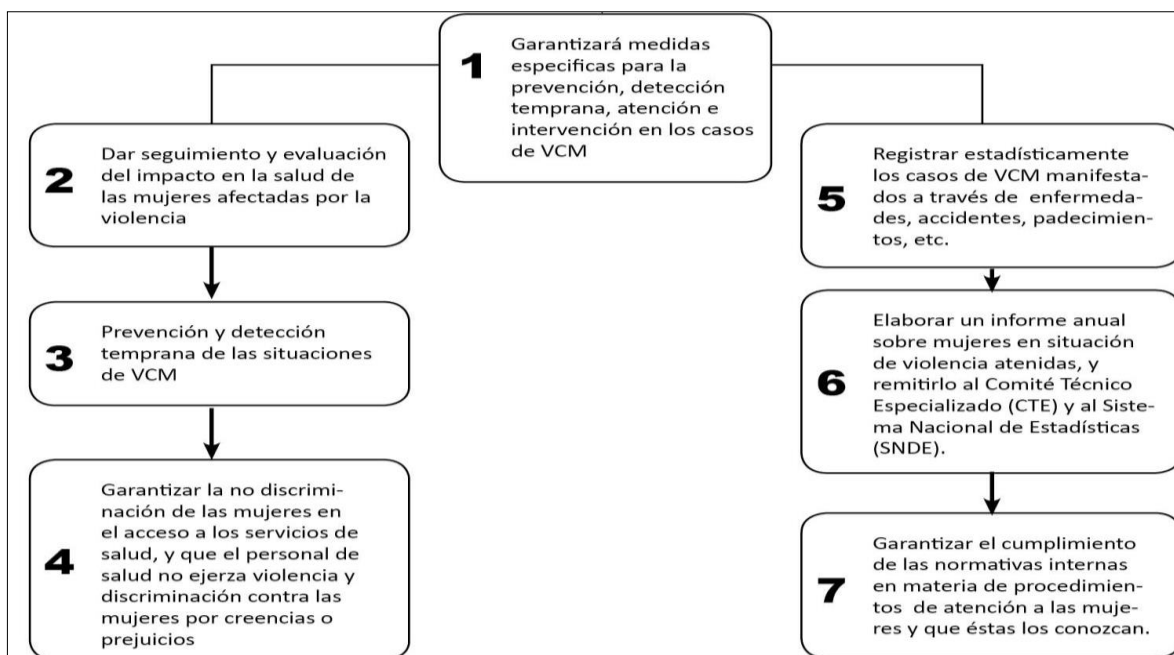 1
Garantizará medidas
especificas para la
prevención, detección
temprana, atención e
intervención en los casos
de VCM
2
Dar seguimiento y evaluación
del impacto en la salud de
las mujeres afectadas por la
violencia
3
Prevención y detección
temprana de las situaciones
de VCM
4
Garantizar la no discrimi-
nación de las mujeres en
el acceso a los servicios de
salud, y que el personal de
salud no ejerza violencia y
discriminación contra las
mujeres por creencias o
prejuicios
5
Registrar estadísticamente
los casos de VCM manifesta-
dos a través de enfermeda-
des, accidentes, padecimien-
tos, etc.
6
Elaborar un informe anual
sobre mujeres en situación
de violencia atenidas, y
remitirlo al Comité Técnico
Especializado (CTE) y al Siste-
ma Nacional de Estadísticas
(SNDE).
7
Garantizar el cumplimiento
de las normativas internas
en materia de procedimien-
tos de atención a las muje-
res y que éstas los conozcan.